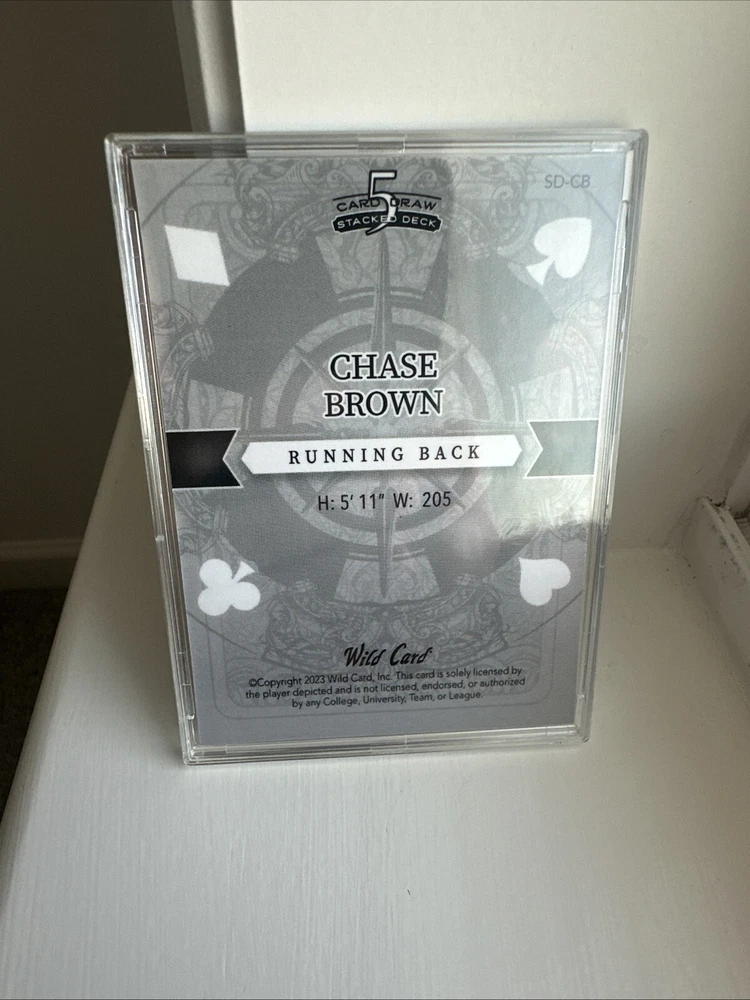 SD-CB
5
CARD DRAW
STACKED DECK
CHASE
BROWN
RUNNING BACK
H: 5' 11" W: 205
Wild Card
©Copyright 2023 Wild Card, Inc. This card is solely licensed by
the player depicted and is not licensed, endorsed, or authorized
by any College, University, Team, or League.